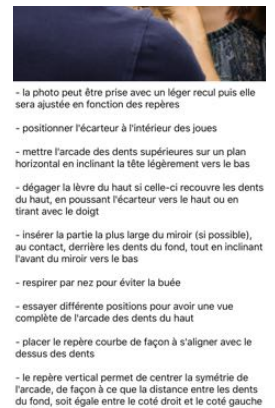 - la photo peut être prise avec un léger recul puis elle
sera ajustée en fonction des repères
- positionner l'écarteur à l'intérieur des joues
- mettre l'arcade des dents supérieures sur un plan
horizontal en inclinant la tête légèrement vers le bas
- dégager la lèvre du haut si celle-ci recouvre les dents
du haut, en poussant l'écarteur vers le haut ou en
tirant avec le doigt
- insérer la partie la plus large du miroir (si possible),
au contact, derrière les dents du fond, tout en inclinant
l'avant du miroir vers le bas
- respirer par nez pour éviter la buée
- essayer différente positions pour avoir une vue
complète de l'arcade des dents du haut
- placer le repère courbe de façon à s'aligner avec le
dessus des dents
- le repère vertical permet de centrer la symétrie de
l'arcade, de façon à ce que la distance entre les dents
du fond, soit égale entre le coté droit et le coté gauche